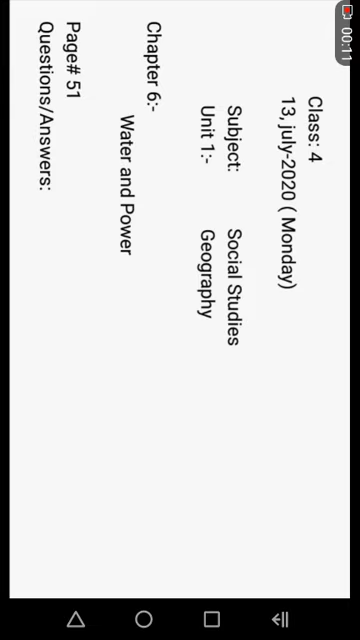 00:11
Class: 4
13, july-2020 ( Monday)
Subject: Social Studies
Unit 1:- Geography
Chapter 6:-
Water and Power
Page# 51
Questions/Answers: